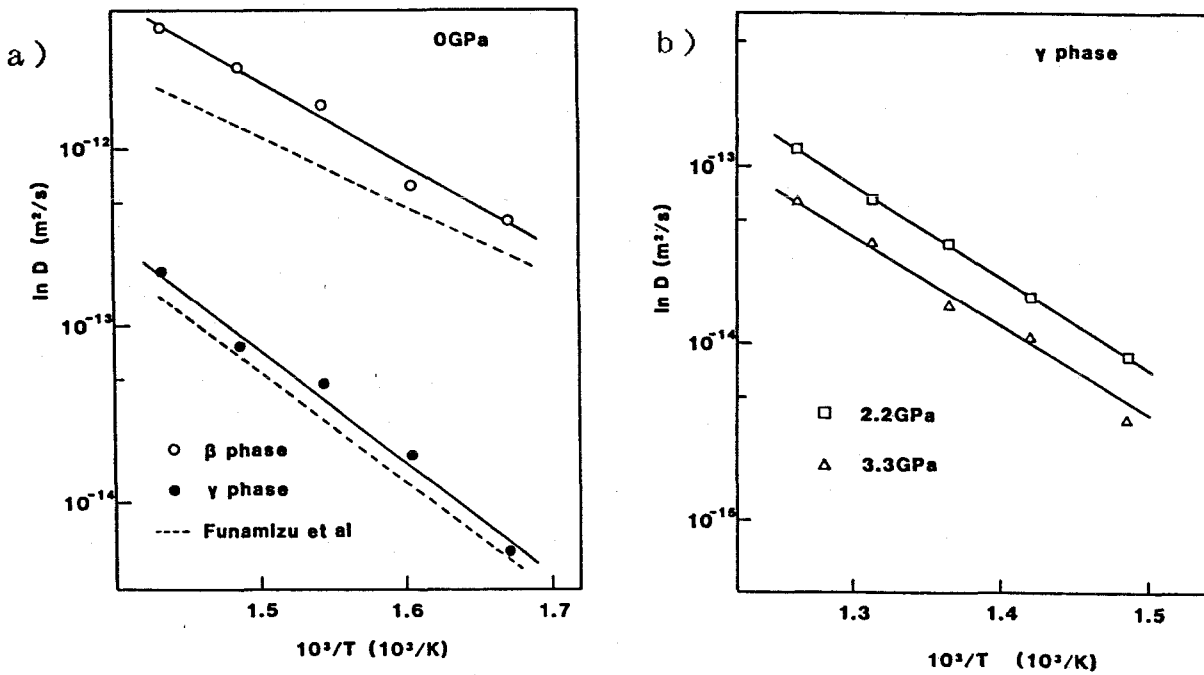 a)
0GPa
10⁻¹²
10⁻¹³
10⁻¹⁴
ln D (m²/s)
β phase
γ phase
Funamizu et al
1.5
1.6
1.7
10³/T (10³/K)
b)
γ phase
10⁻¹³
10⁻¹⁴
10⁻¹⁵
ln D (m²/s)
2.2GPa
3.3GPa
1.3
1.4
1.5
10³/T (10³/K)